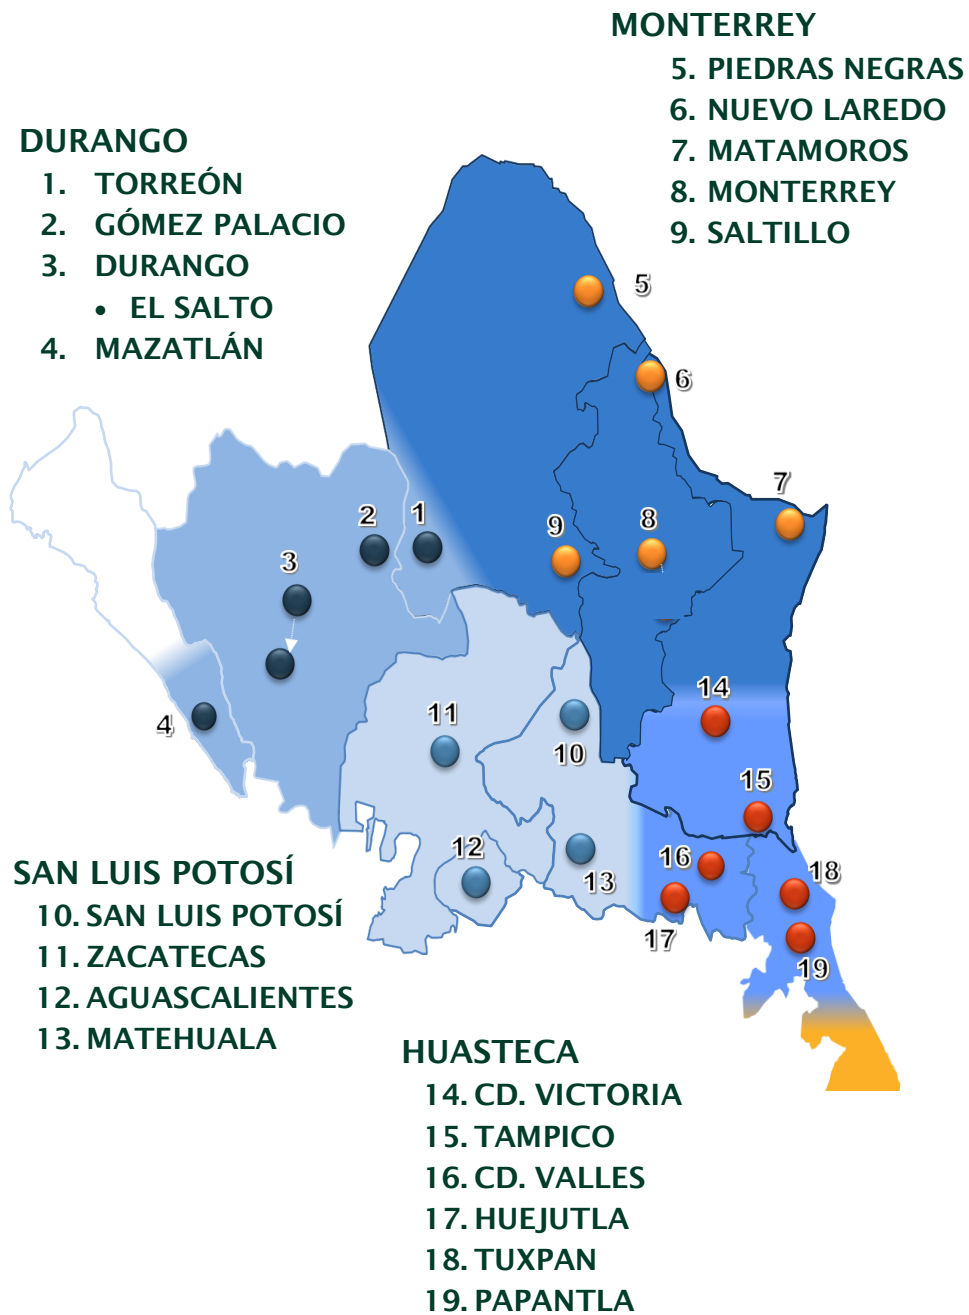 MONTERREY
5. PIEDRAS NEGRAS
6. NUEVO LAREDO
7. MATAMOROS
8. MONTERREY
9. SALTILLO
DURANGO
1. TORREÓN
2. GÓMEZ PALACIO
3. DURANGO
• EL SALTO
4. MAZATLÁN
5
6
7
8
9
1
2
3
4
14
11
10
15
12
13
16
17
18
19
SAN LUIS POTOSÍ
10. SAN LUIS POTOSÍ
11. ZACATECAS
12. AGUASCALIENTES
13. MATEHUALA
HUASTECA
14. CD. VICTORIA
15. TAMPICO
16. CD. VALLES
17. HUEJUTLA
18. TUXPAN
19. PAPANTLA